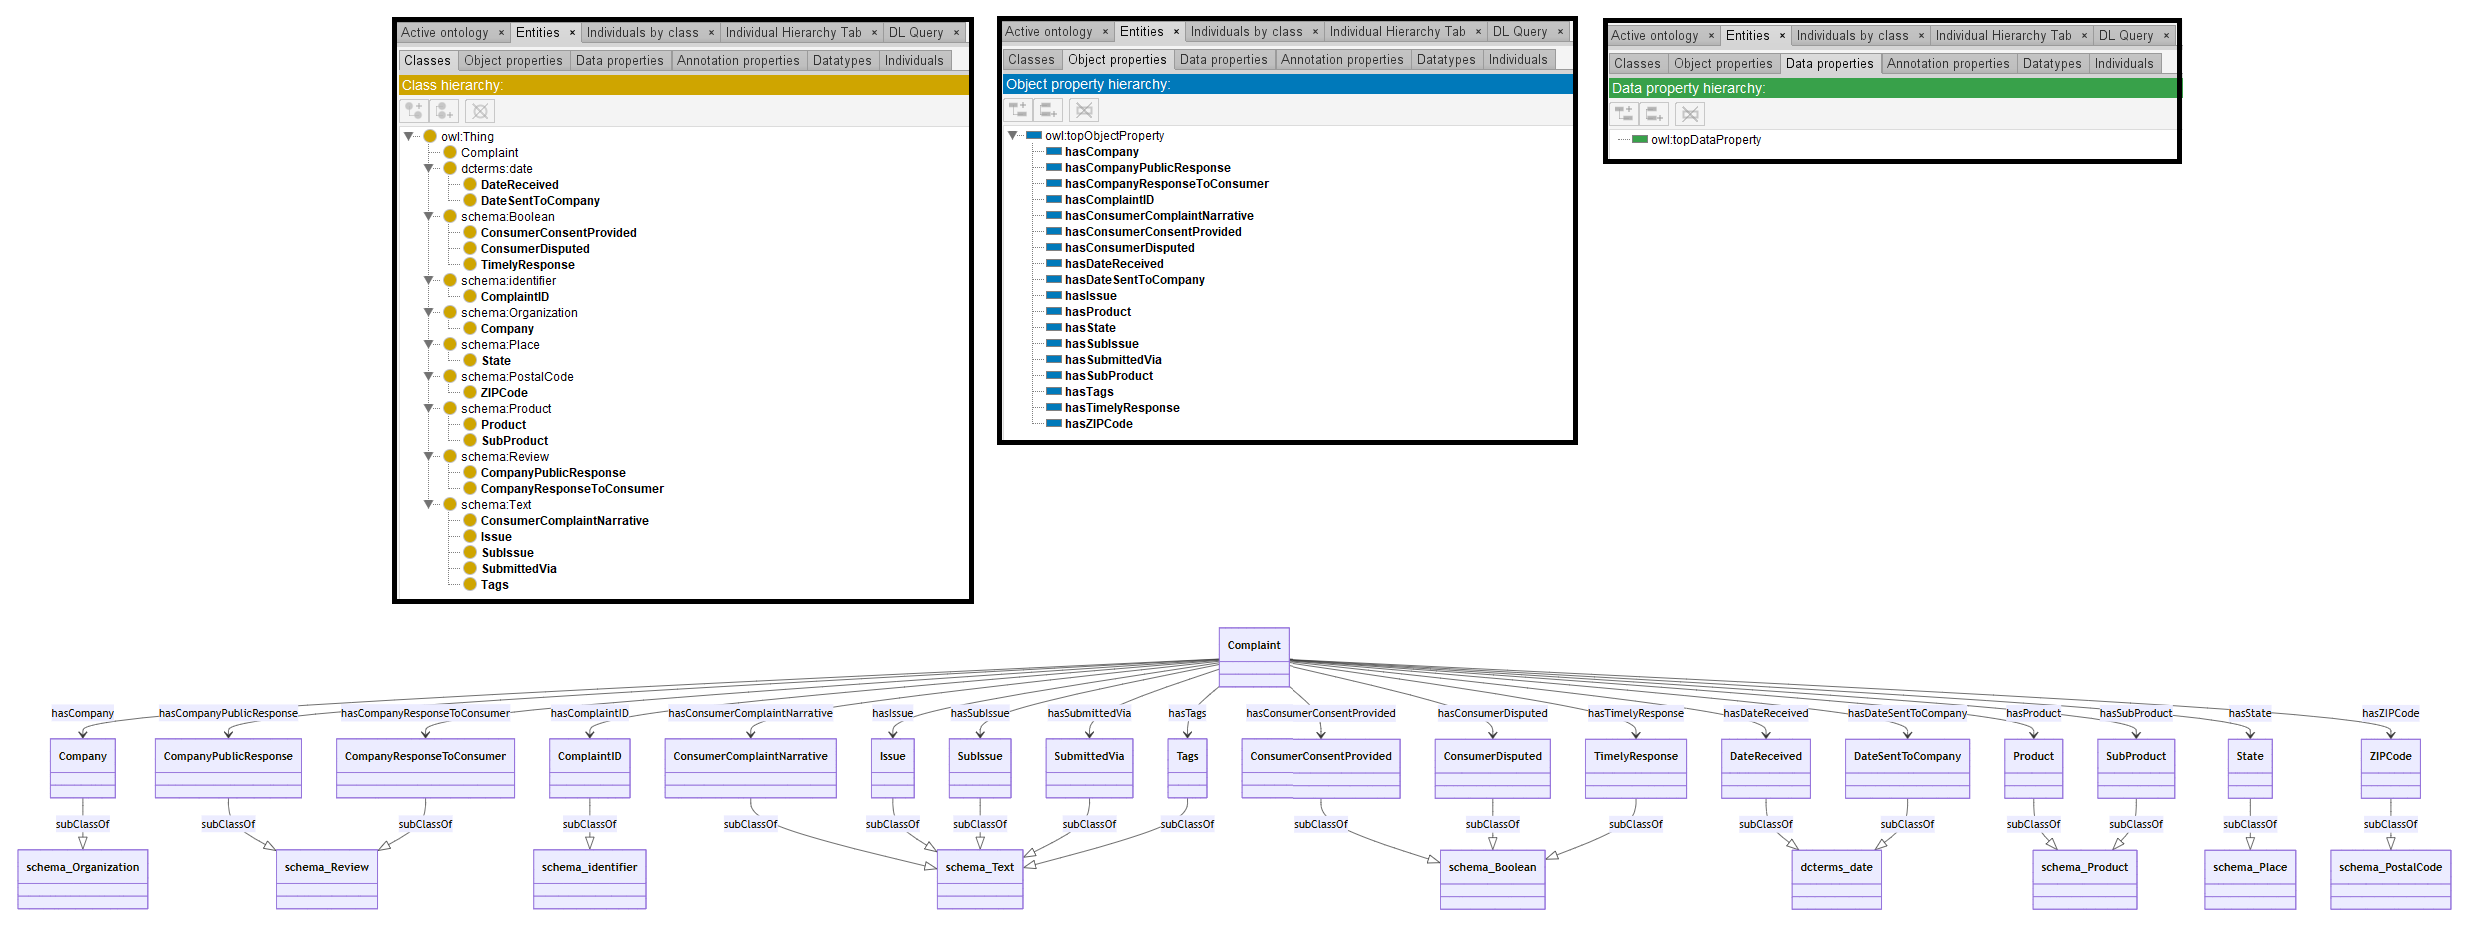 Active ontology × Entities × Individuals by class × Individual Hierarchy Tab × DL Query ×
Classes Object properties Data properties Annotation properties Datatypes Individuals
Class hierarchy:
owl:Thing
Complaint
dcterms:date
DateReceived
DateSentToCompany
schema:Boolean
ConsumerConsentProvided
ConsumerDisputed
TimelyResponse
schema:identifier
ComplaintID
schema:Organization
Company
schema:Place
State
schema:PostalCode
ZIPCode
schema:Product
Product
SubProduct
schema:Review
CompanyPublicResponse
CompanyResponseToConsumer
schema:Text
ConsumerComplaintNarrative
Issue
SubIssue
SubmittedVia
Tags
Active ontology × Entities × Individuals by class × Individual Hierarchy Tab × DL Query ×
Classes Object properties Data properties Annotation properties Datatypes Individuals
Object property hierarchy:
owl:topObjectProperty
hasCompany
hasCompanyPublicResponse
hasCompanyResponseToConsumer
hasComplaintID
hasConsumerComplaintNarrative
hasConsumerConsentProvided
hasConsumerDisputed
hasDateReceived
hasDateSentToCompany
hasIssue
hasProduct
hasState
hasSubIssue
hasSubmittedVia
hasSubProduct
hasTags
hasTimelyResponse
hasZIPCode
Active ontology × Entities × Individuals by class × Individual Hierarchy Tab × DL Query ×
Classes Object properties Data properties Annotation properties Datatypes Individuals
Data property hierarchy:
owl:topDataProperty
Complaint
hasCompany hasCompanyPublicResponse hasCompanyResponseToConsumer hasComplaintID hasConsumerComplaintNarrative hasIssue hasSubIssue hasSubmittedVia hasTags hasConsumerConsentProvided hasConsumerDisputed hasTimelyResponse hasDateReceived hasDateSentToCompany hasProduct hasSubProduct hasState hasZIPCode
Company CompanyPublicResponse CompanyResponseToConsumer ComplaintID ConsumerComplaintNarrative Issue SubIssue SubmittedVia Tags ConsumerConsentProvided ConsumerDisputed TimelyResponse DateReceived DateSentToCompany Product SubProduct State ZIPCode
subClassOf subClassOf subClassOf subClassOf subClassOf subClassOf subClassOf subClassOf subClassOf subClassOf subClassOf subClassOf subClassOf subClassOf subClassOf subClassOf subClassOf subClassOf
schema_Organization schema_Review schema_identifier schema_Text schema_Boolean dcterms_date schema_Product schema_Place schema_PostalCode